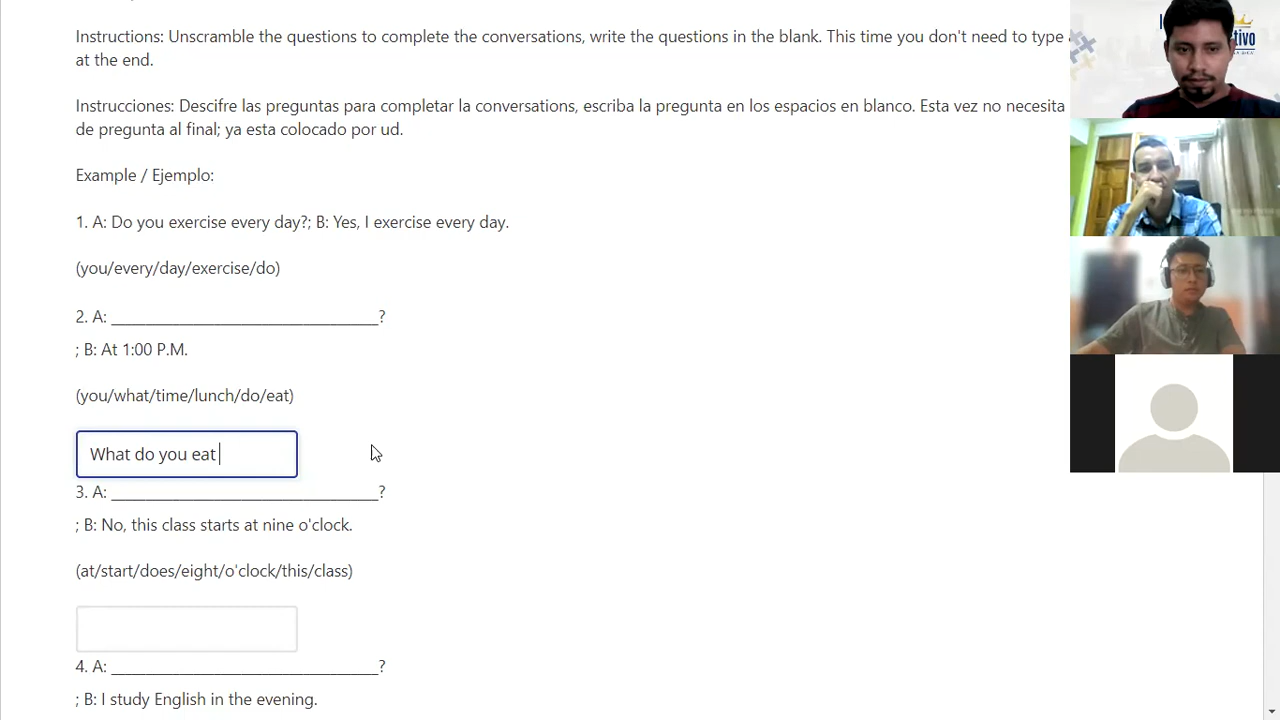 Instructions: Unscramble the questions to complete the conversations, write the questions in the blank. This time you don't need to type
at the end.
Instrucciones: Descifre las preguntas para completar la conversations, escriba la pregunta en los espacios en blanco. Esta vez no necesita
de pregunta al final; ya esta colocado por ud.
Example / Ejemplo:
1. A: Do you exercise every day?; B: Yes, I exercise every day.
(you/every/day/exercise/do)
2. A: ______________________________?
; B: At 1:00 P.M.
(you/what/time/lunch/do/eat)
What do you eat
3. A: ______________________________?
; B: No, this class starts at nine o'clock.
(at/start/does/eight/o'clock/this/class)
4. A: ______________________________?
; B: I study English in the evening.